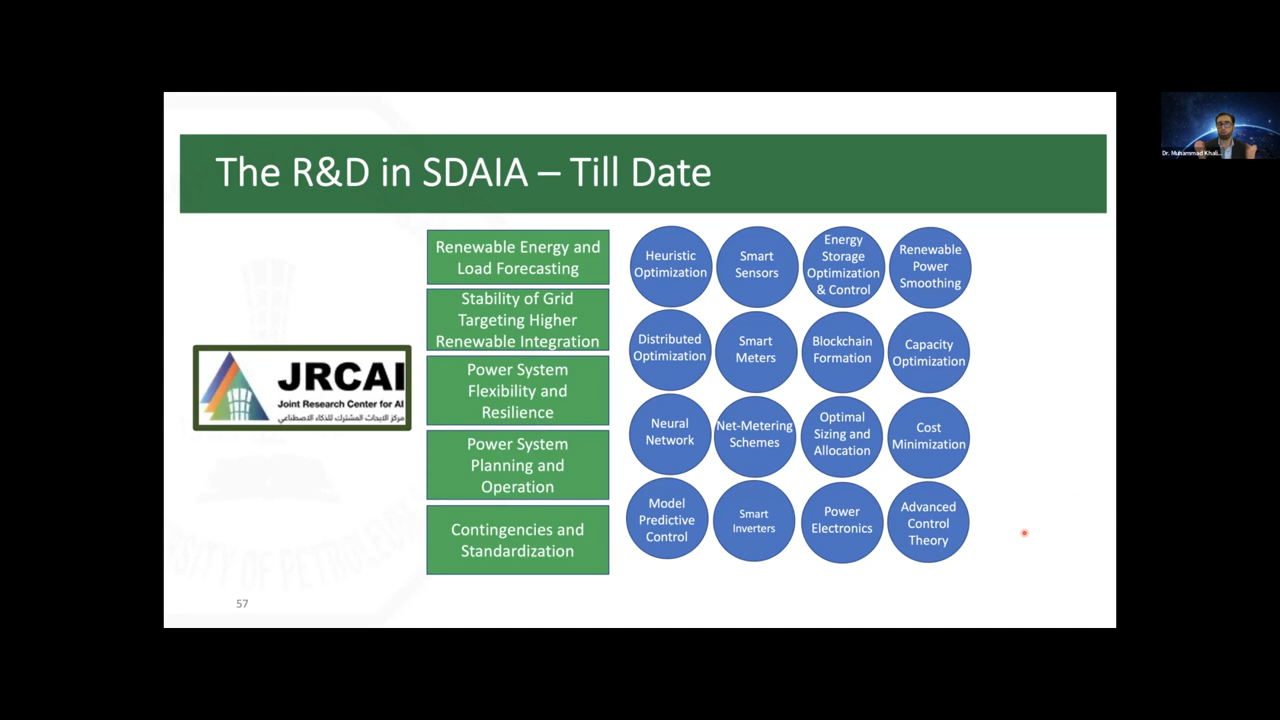 The R&D in SDAIA – Till Date
Dr. Muhammad Khali...
JRCAI
Joint Research Center for AI
مركز الابحاث المشترك للذكاء الاصطناعي
Renewable Energy and
Load Forecasting
Stability of Grid
Targeting Higher
Renewable Integration
Power System
Flexibility and
Resilience
Power System
Planning and
Operation
Contingencies and
Standardization
Heuristic
Optimization
Smart
Sensors
Energy
Storage
Optimization
& Control
Renewable
Power
Smoothing
Distributed
Optimization
Smart
Meters
Blockchain
Formation
Capacity
Optimization
Neural
Network
Net-Metering
Schemes
Optimal
Sizing and
Allocation
Cost
Minimization
Model
Predictive
Control
Smart
Inverters
Power
Electronics
Advanced
Control
Theory
57